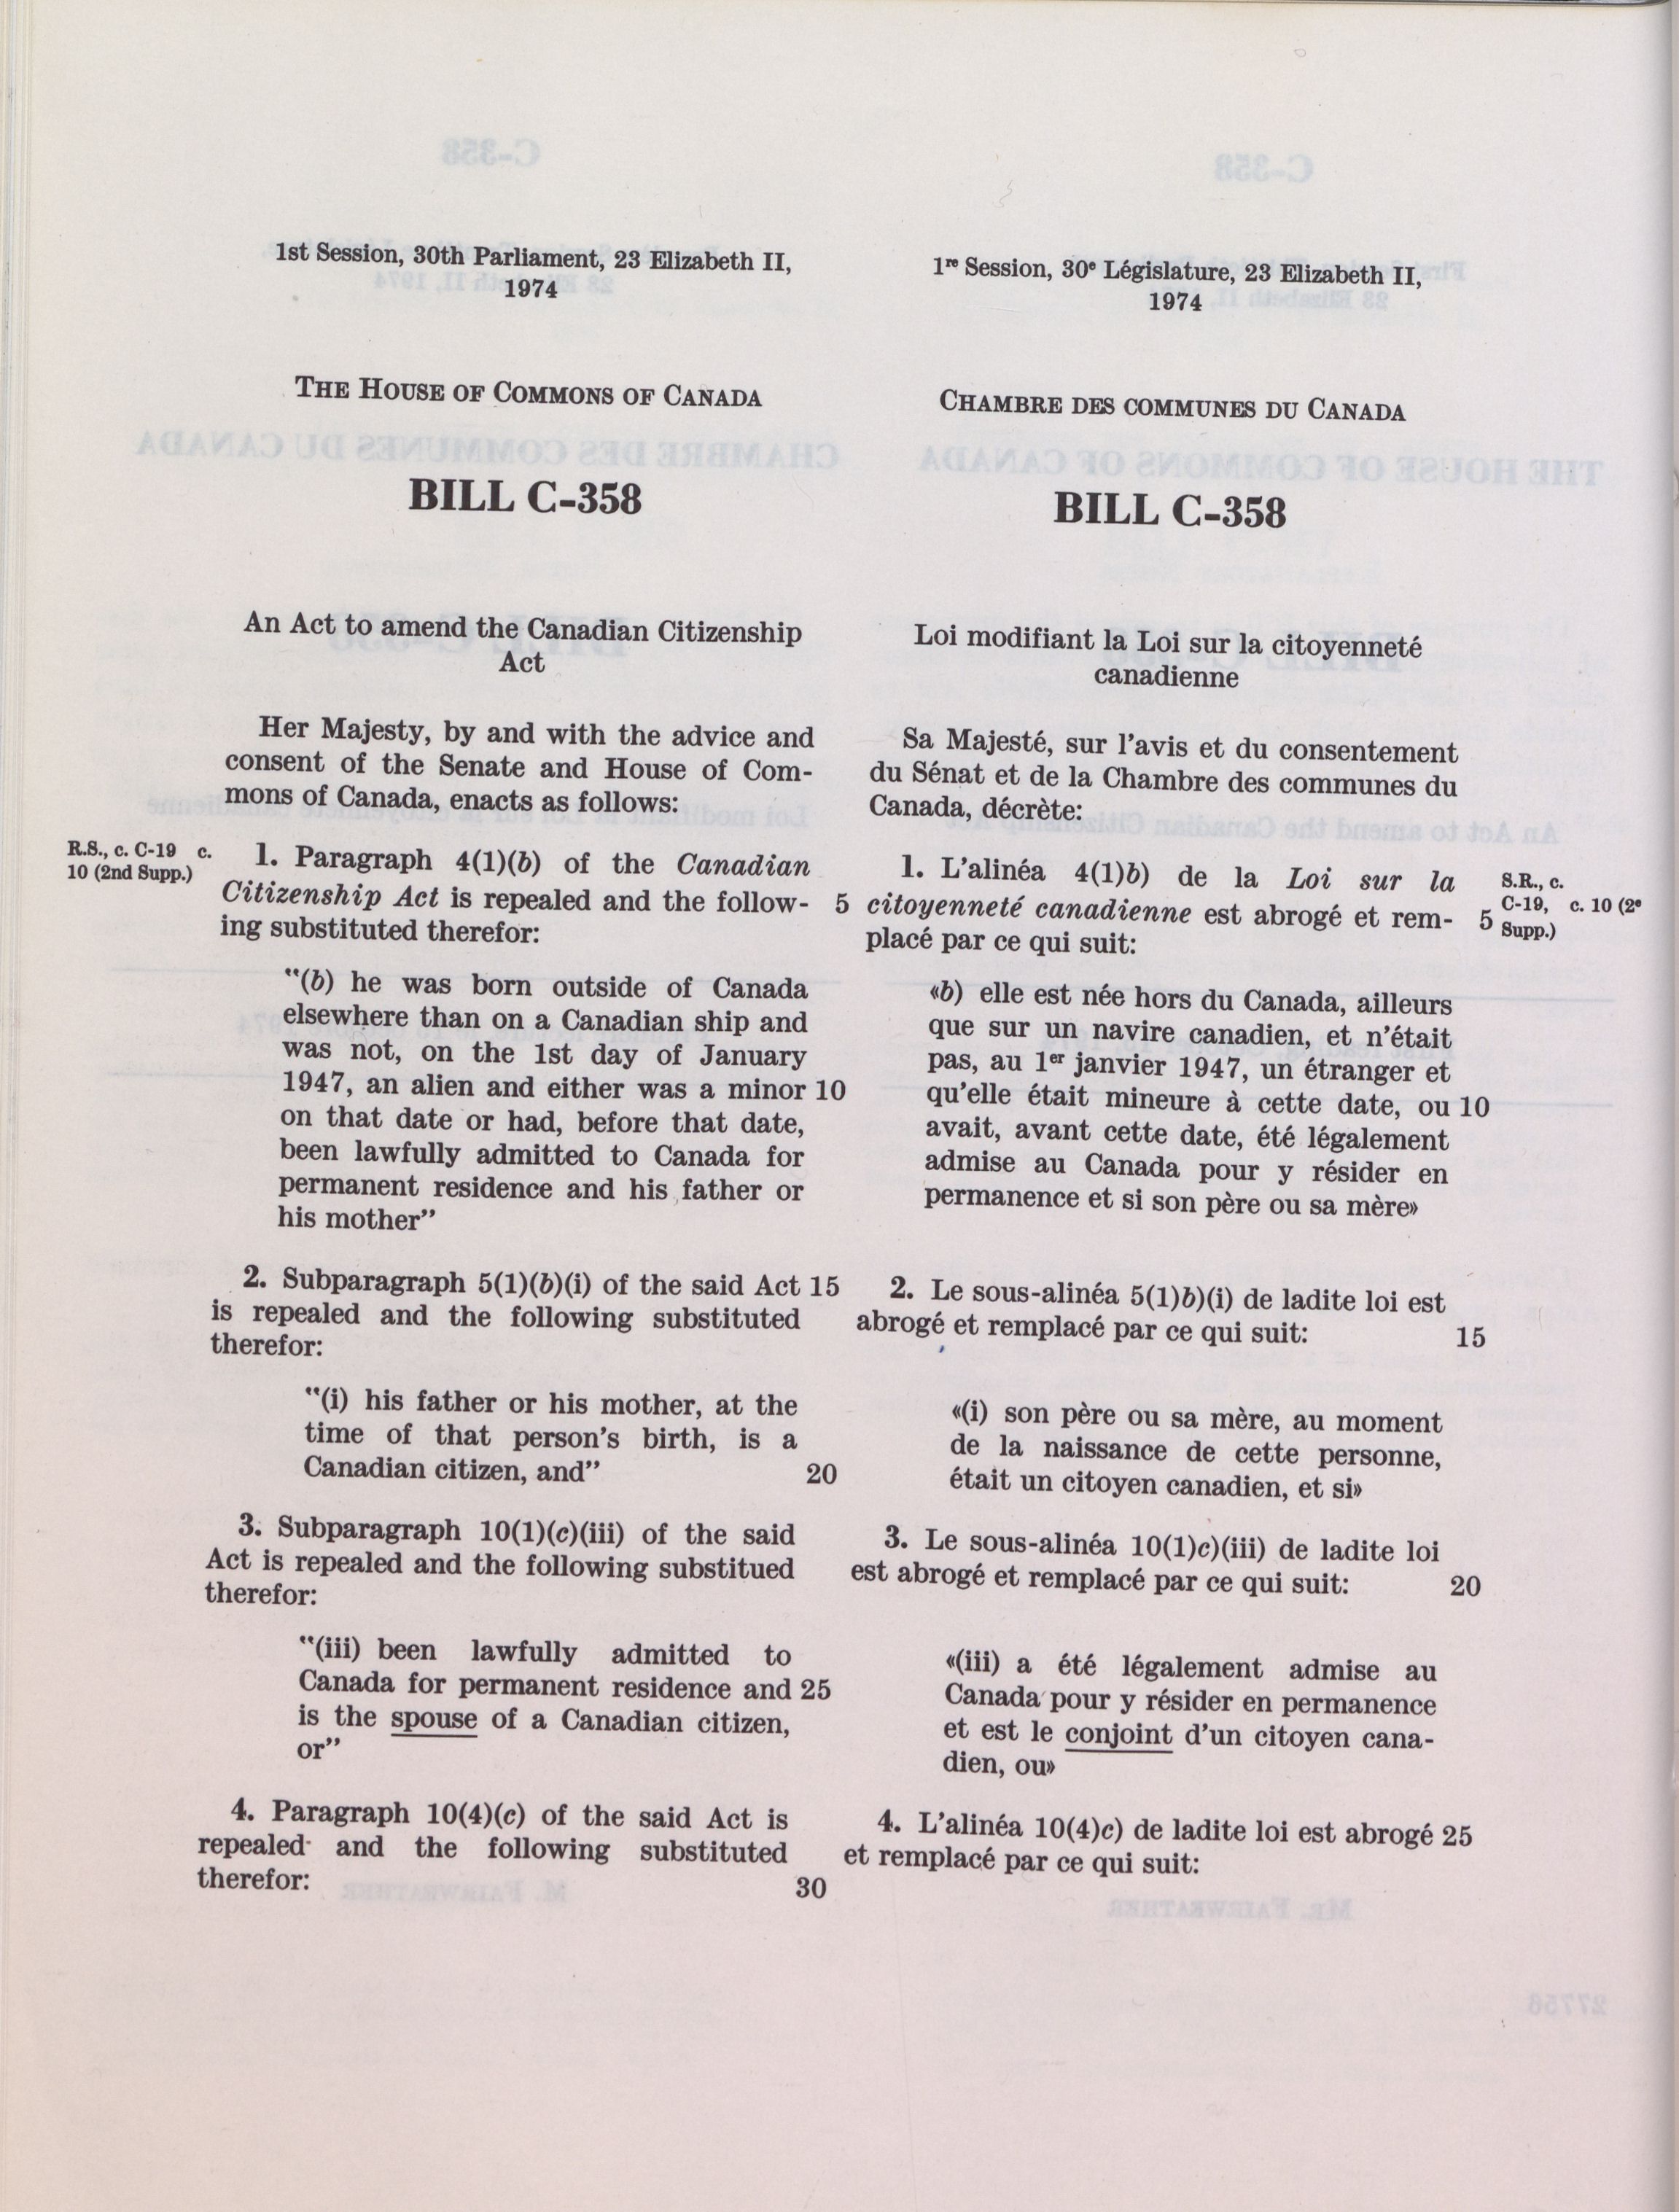 1st Session, 30th Parliament, 23 Elizabeth II,
1974
THE HOUSE OF COMMONS OF CANADA
BILL C-358
An Act to amend the Canadian Citizenship
Act
Her Majesty, by and with the advice and
consent of the Senate and House of Com-
mons of Canada, enacts as follows:
R.S., c. C-19 c.
10 (2nd Supp.)
1. Paragraph 4(1)(b) of the Canadian
Citizenship Act is repealed and the follow- 5
ing substituted therefor:
"(b) he was born outside of Canada
elsewhere than on a Canadian ship and
was not, on the 1st day of January
1947, an alien and either was a minor 10
on that date or had, before that date,
been lawfully admitted to Canada for
permanent residence and his father or
his mother"
2. Subparagraph 5(1)(b)(i) of the said Act 15
is repealed and the following substituted
therefor:
"(i) his father or his mother, at the
time of that person's birth, is a
Canadian citizen, and" 20
3. Subparagraph 10(1)(c)(iii) of the said
Act is repealed and the following substitued
therefor:
"(iii) been lawfully admitted to
Canada for permanent residence and 25
is the spouse of a Canadian citizen,
or"
4. Paragraph 10(4)(c) of the said Act is
repealed and the following substituted
therefor: 30
1re Session, 30e Législature, 23 Elizabeth II,
1974
CHAMBRE DES COMMUNES DU CANADA
BILL C-358
Loi modifiant la Loi sur la citoyenneté
canadienne
Sa Majesté, sur l'avis et du consentement
du Sénat et de la Chambre des communes du
Canada, décrète:
1. L'alinéa 4(1)b) de la Loi sur la
citoyenneté canadienne est abrogé et rem- 5
placé par ce qui suit:
S.R., c.
C-19, c. 10 (2e
Supp.)
«b) elle est née hors du Canada, ailleurs
que sur un navire canadien, et n'était
pas, au 1er janvier 1947, un étranger et
qu'elle était mineure à cette date, ou 10
avait, avant cette date, été légalement
admise au Canada pour y résider en
permanence et si son père ou sa mère»
2. Le sous-alinéa 5(1)b)(i) de ladite loi est
abrogé et remplacé par ce qui suit: 15
«(i) son père ou sa mère, au moment
de la naissance de cette personne,
était un citoyen canadien, et si»
3. Le sous-alinéa 10(1)c)(iii) de ladite loi
est abrogé et remplacé par ce qui suit: 20
«(iii) a été légalement admise au
Canada pour y résider en permanence
et est le conjoint d'un citoyen cana-
dien, ou»
4. L'alinéa 10(4)c) de ladite loi est abrogé 25
et remplacé par ce qui suit: